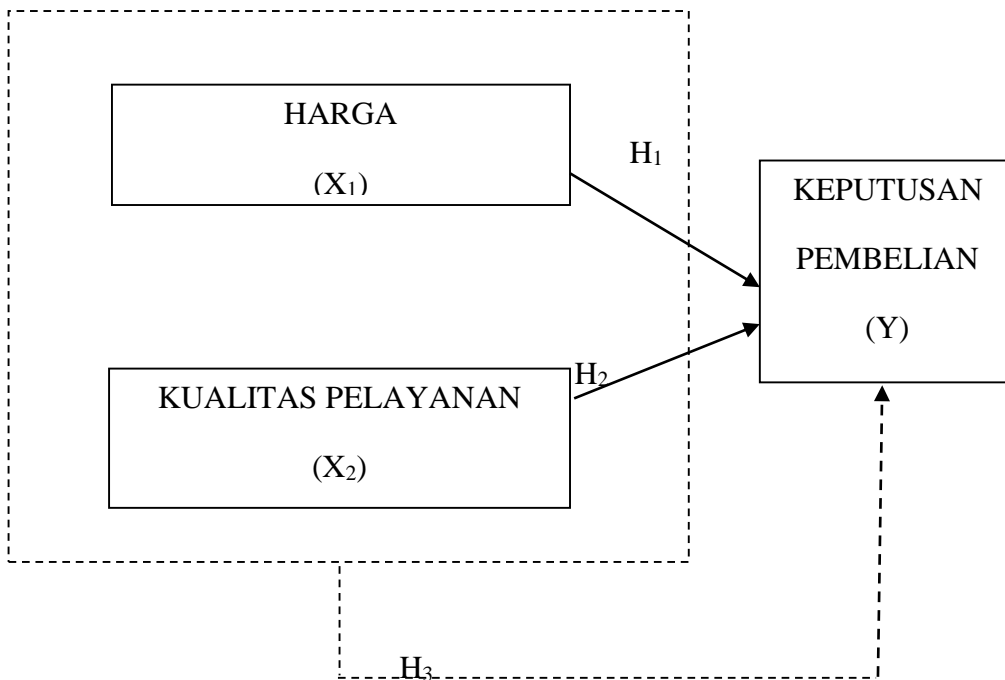 HARGA
(X₁)
H₁
KEPUTUSAN
PEMBELIAN
(Y)
KUALITAS PELAYANAN
(X₂)
H₂
H₃